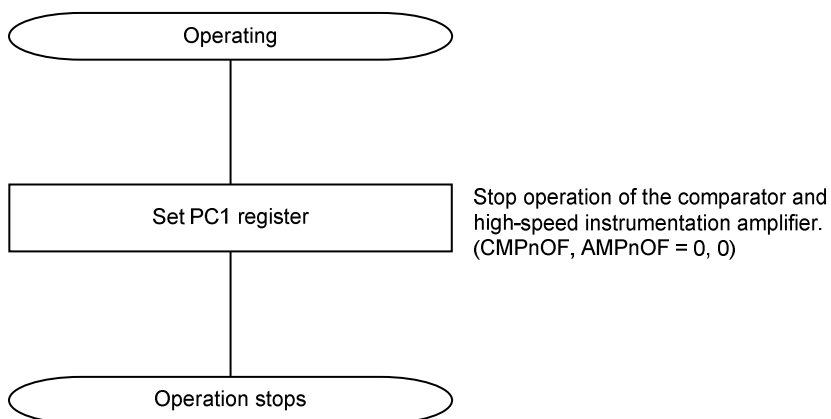 Operating
Set PC1 register
Stop operation of the comparator and
high-speed instrumentation amplifier.
(CMPnOF, AMPnOF = 0, 0)
Operation stops